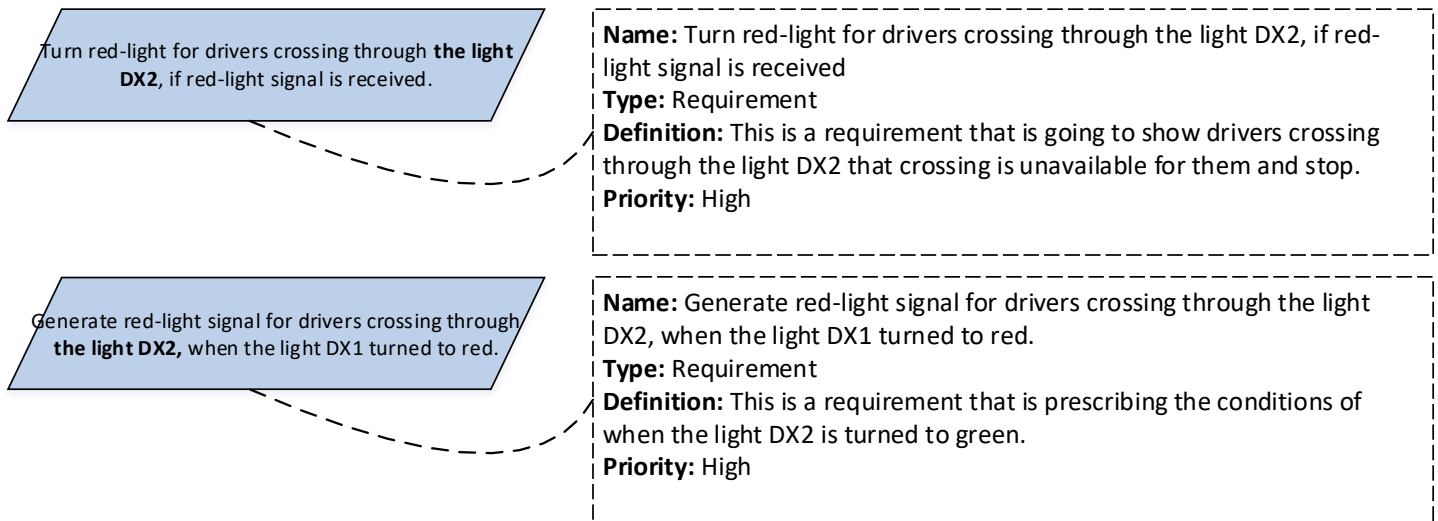 Turn red-light for drivers crossing through the light
DX2, if red-light signal is received.
Name: Turn red-light for drivers crossing through the light DX2, if red-
light signal is received
Type: Requirement
Definition: This is a requirement that is going to show drivers crossing
through the light DX2 that crossing is unavailable for them and stop.
Priority: High
Generate red-light signal for drivers crossing through
the light DX2, when the light DX1 turned to red.
Name: Generate red-light signal for drivers crossing through the light
DX2, when the light DX1 turned to red.
Type: Requirement
Definition: This is a requirement that is prescribing the conditions of
when the light DX2 is turned to green.
Priority: High